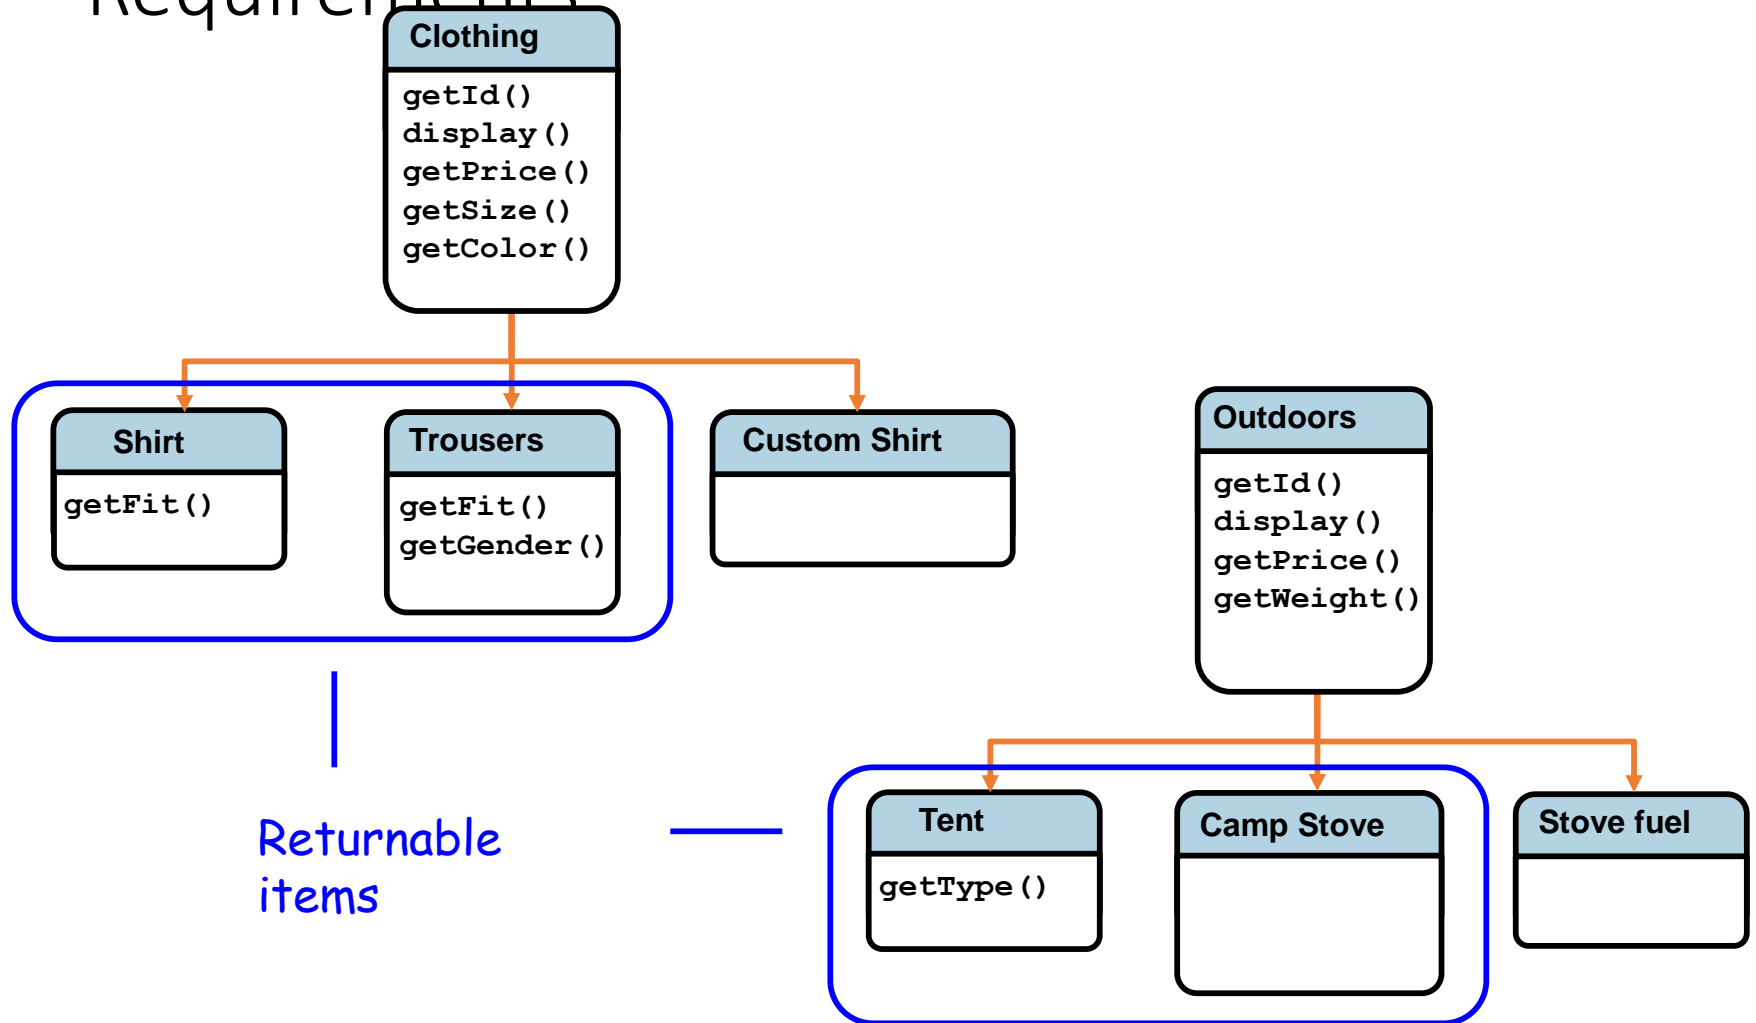 Requirements
Clothing
getId()
display()
getPrice()
getSize()
getColor()
Shirt
getFit()
Trousers
getFit()
getGender()
Custom Shirt
Outdoors
getId()
display()
getPrice()
getWeight()
Returnable
items
Tent
getType()
Camp Stove
Stove fuel